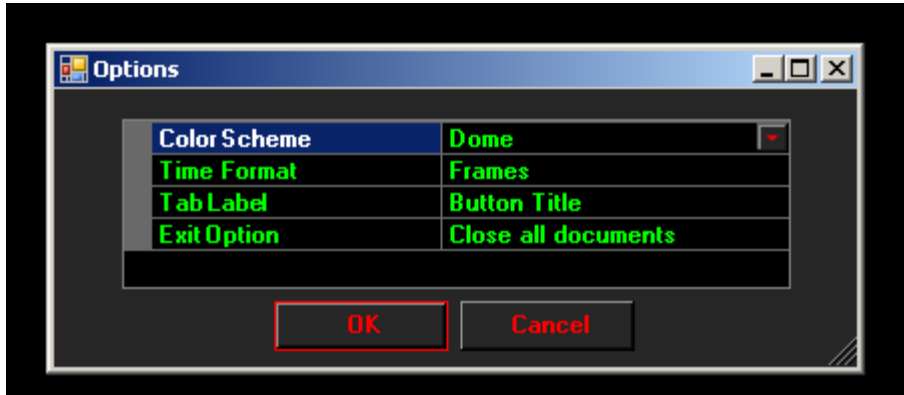 Options
Color Scheme Dome
Time Format Frames
Tab Label Button Title
Exit Option Close all documents
OK Cancel